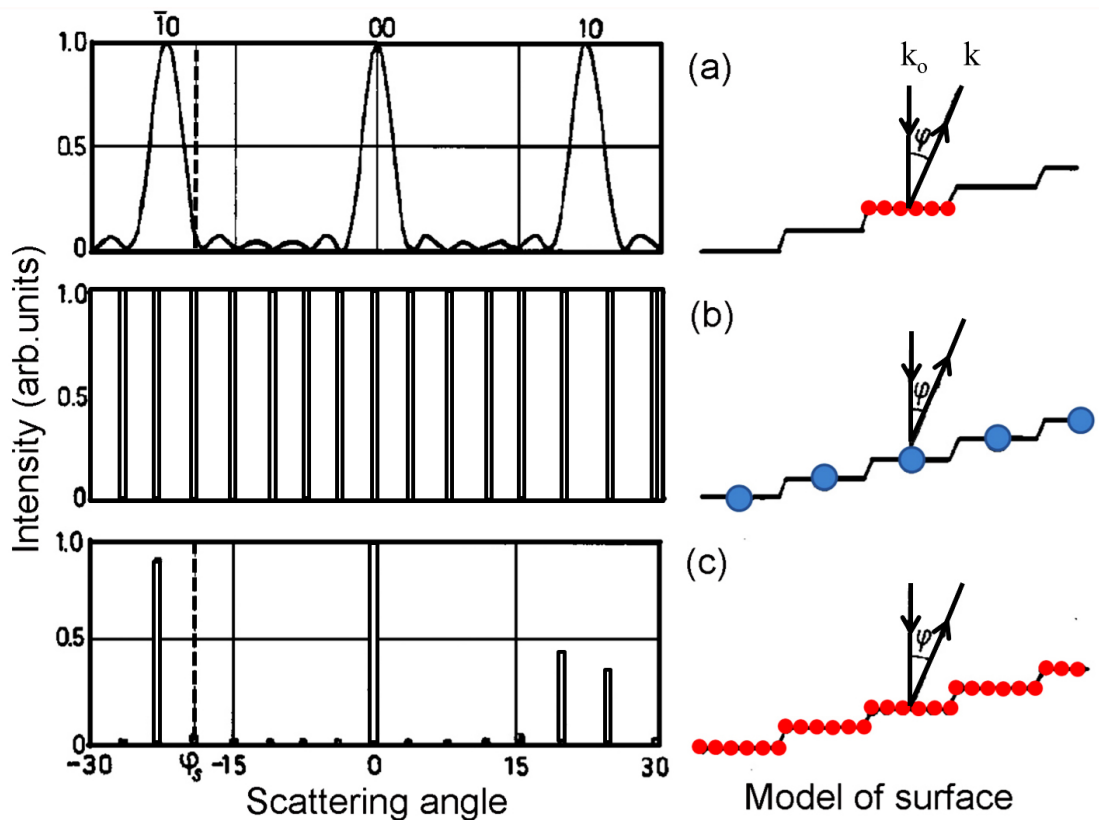 1̄0 00 10
1.0
0.5
0
(a)
kₒ k
φ
Intensity (arb.units)
1.0
0.5
0
(b)
φ
1.0
0.5
0
(c)
φ
-30 φₛ -15 0 15 30
Scattering angle
Model of surface